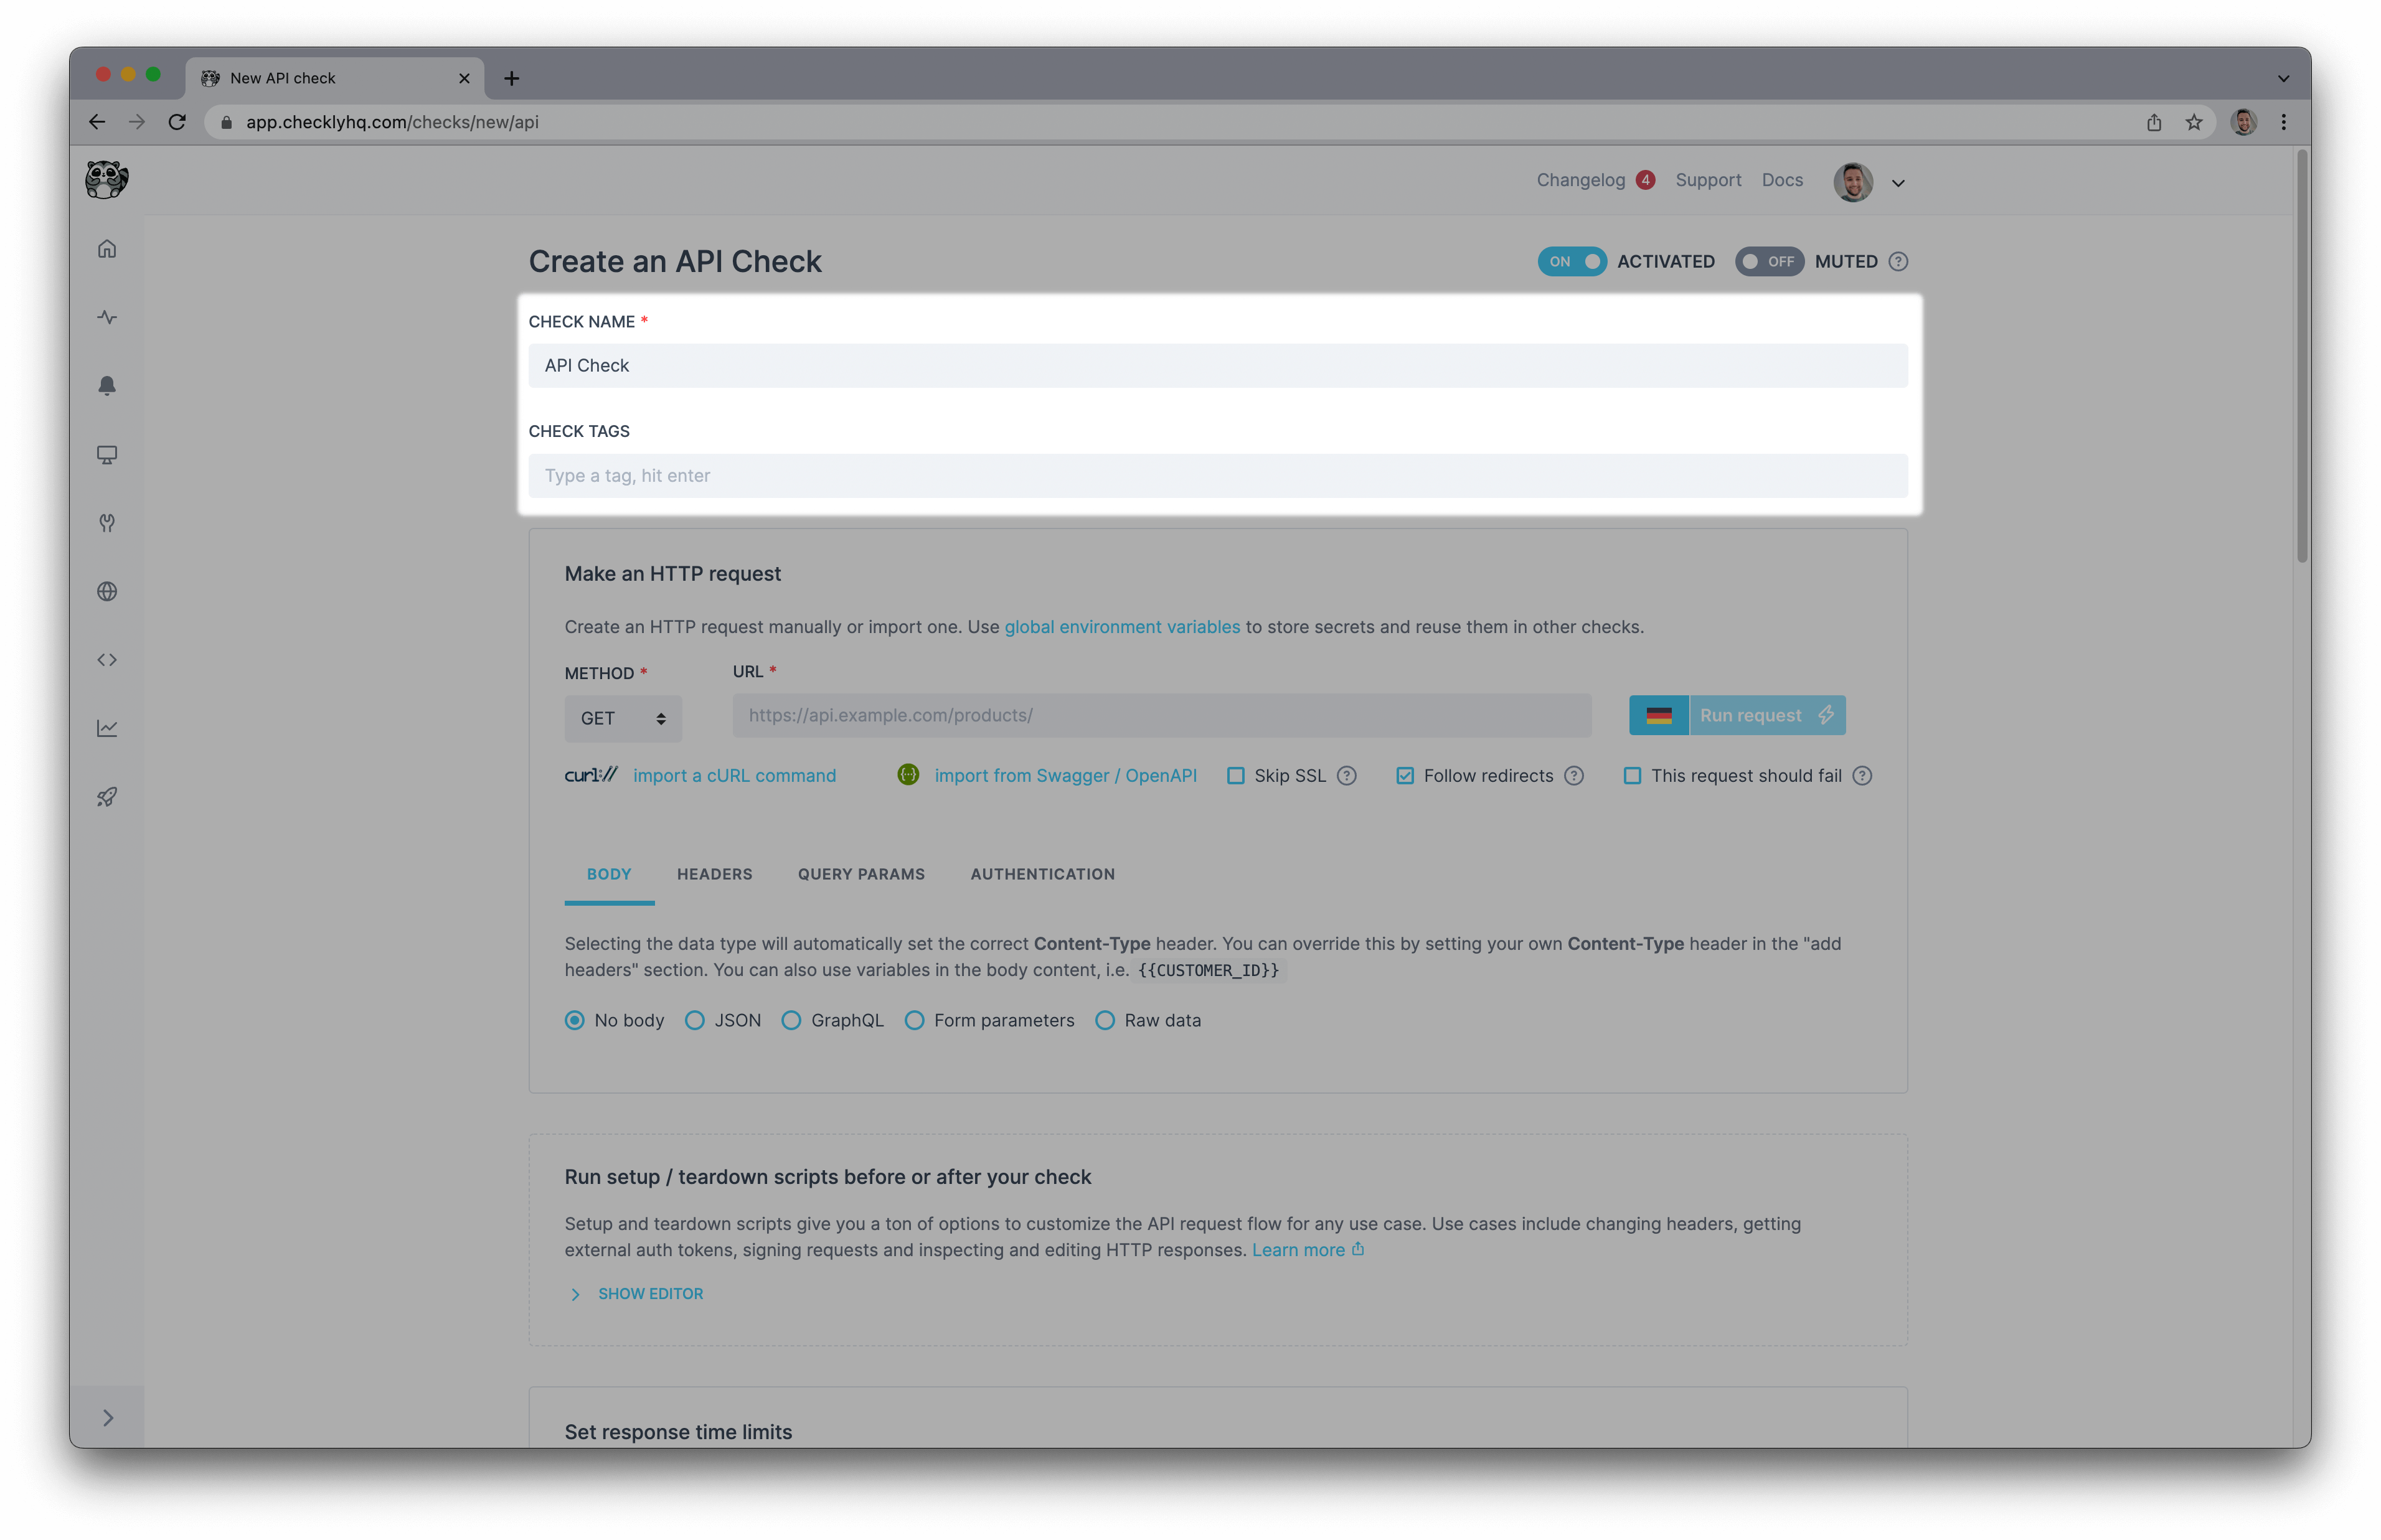 New API check
app.checklyhq.com/checks/new/api
Changelog 4 Support Docs
Create an API Check
ON ACTIVATED OFF MUTED ?
CHECK NAME *
API Check
CHECK TAGS
Type a tag, hit enter
Make an HTTP request
Create an HTTP request manually or import one. Use global environment variables to store secrets and reuse them in other checks.
METHOD * URL *
GET https://api.example.com/products/ Run request
curl:// import a cURL command {...} import from Swagger / OpenAPI Skip SSL ? Follow redirects ? This request should fail ?
BODY HEADERS QUERY PARAMS AUTHENTICATION
Selecting the data type will automatically set the correct Content-Type header. You can override this by setting your own Content-Type header in the "add
headers" section. You can also use variables in the body content, i.e. {{CUSTOMER_ID}}
No body JSON GraphQL Form parameters Raw data
Run setup / teardown scripts before or after your check
Setup and teardown scripts give you a ton of options to customize the API request flow for any use case. Use cases include changing headers, getting
external auth tokens, signing requests and inspecting and editing HTTP responses. Learn more
SHOW EDITOR
Set response time limits